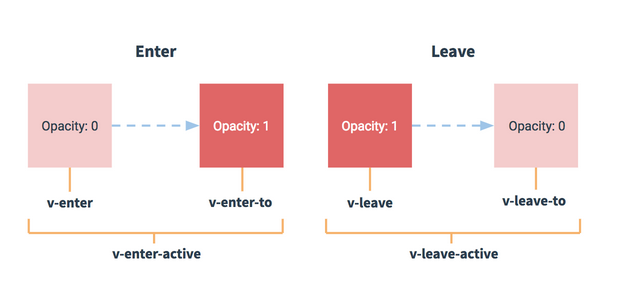 Enter
Leave
Opacity: 0
Opacity: 1
Opacity: 1
Opacity: 0
v-enter
v-enter-to
v-leave
v-leave-to
v-enter-active
v-leave-active